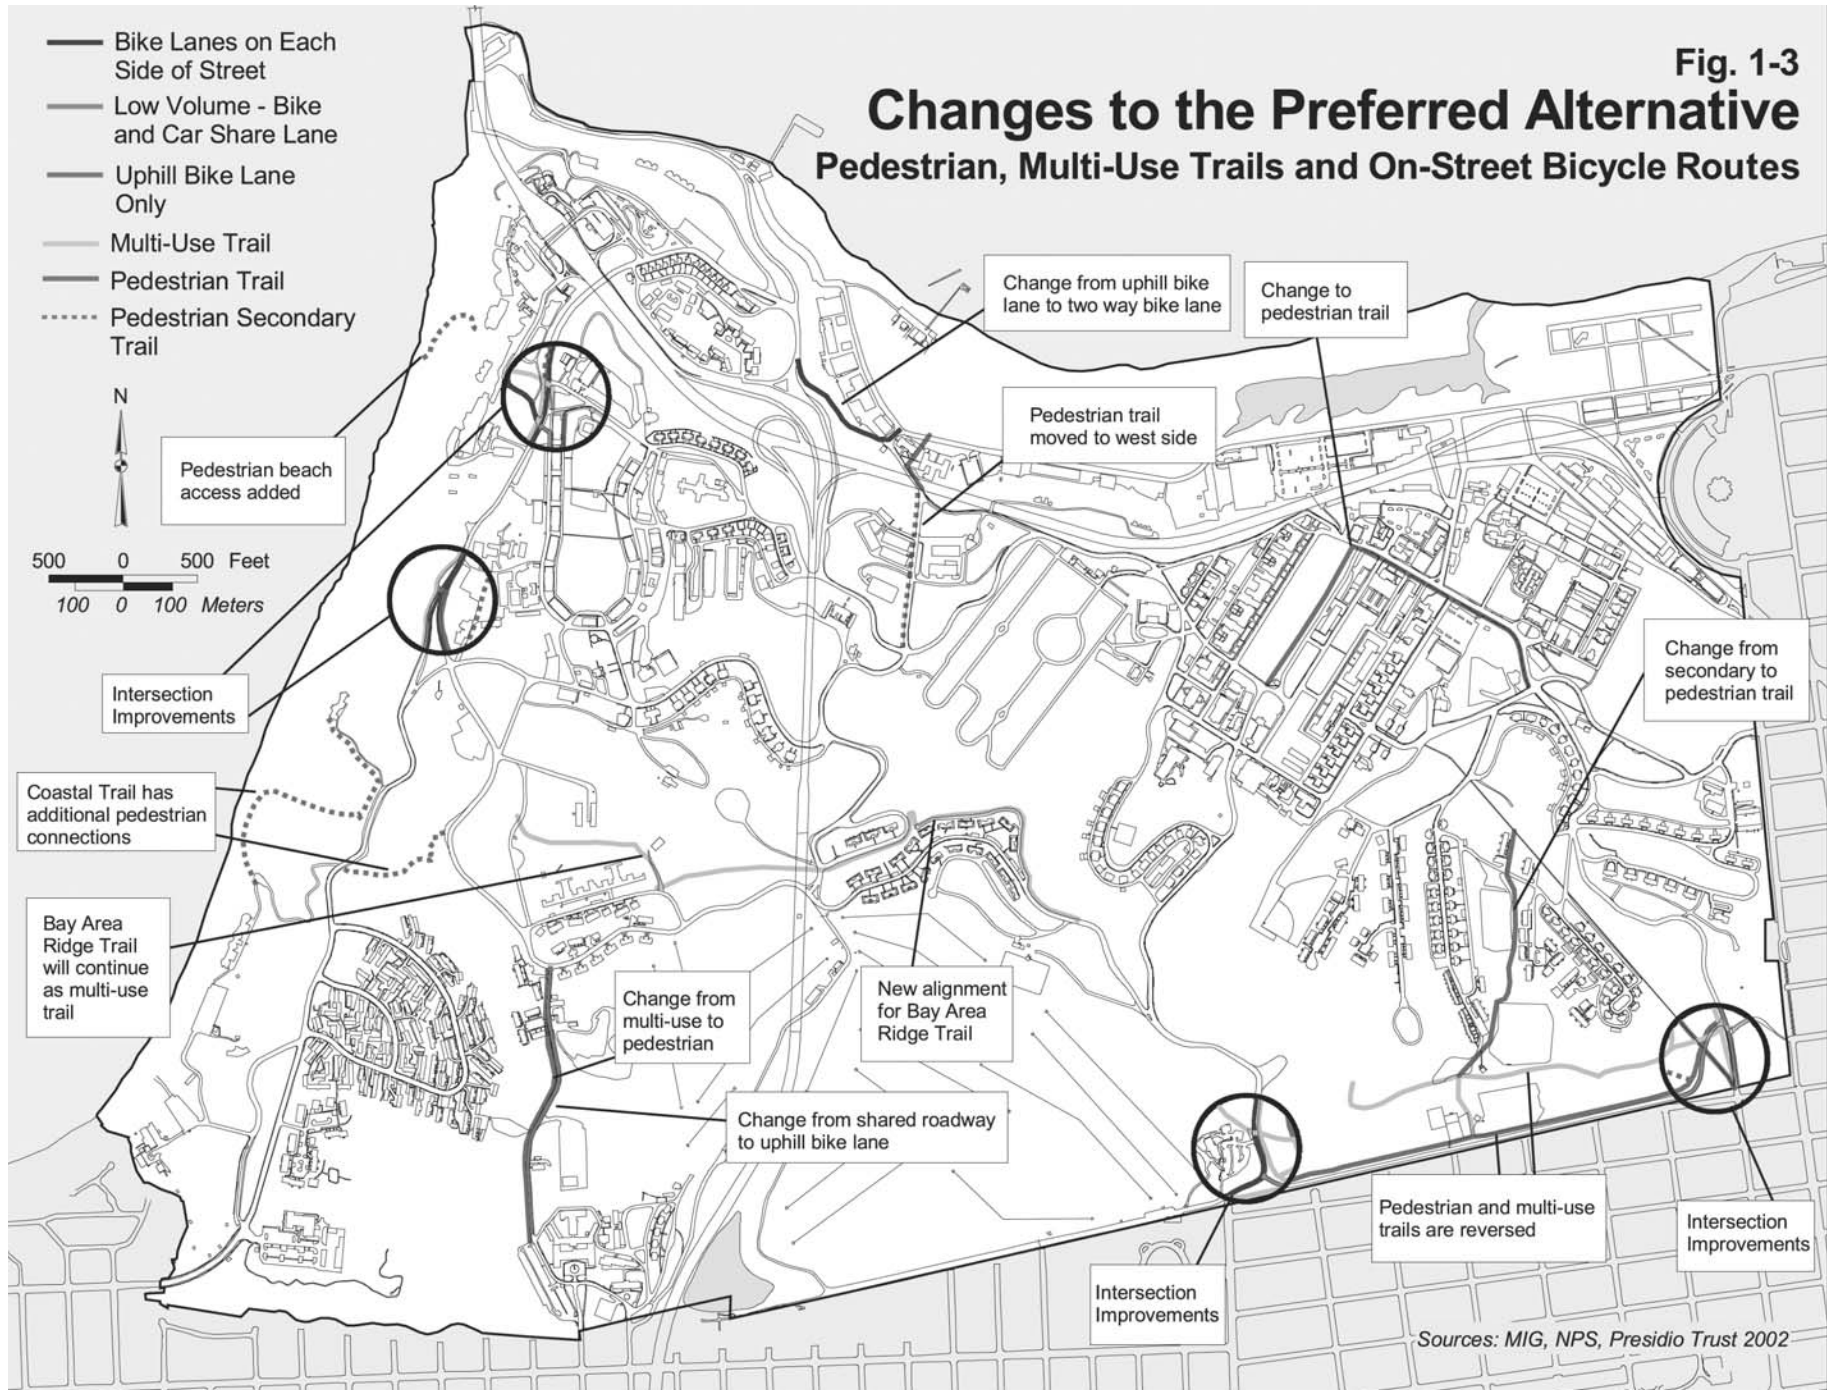 Bike Lanes on Each
Side of Street
Low Volume - Bike
and Car Share Lane
Uphill Bike Lane
Only
Multi-Use Trail
Pedestrian Trail
Pedestrian Secondary
Trail
Fig. 1-3
Changes to the Preferred Alternative
Pedestrian, Multi-Use Trails and On-Street Bicycle Routes
N
500 0 500 Feet
100 0 100 Meters
Change from uphill bike
lane to two way bike lane
Change to
pedestrian trail
Pedestrian trail
moved to west side
Pedestrian beach
access added
Intersection
Improvements
Change from
secondary to
pedestrian trail
Coastal Trail has
additional pedestrian
connections
Bay Area
Ridge Trail
will continue
as multi-use
trail
Change from
multi-use to
pedestrian
New alignment
for Bay Area
Ridge Trail
Change from shared roadway
to uphill bike lane
Pedestrian and multi-use
trails are reversed
Intersection
Improvements
Intersection
Improvements
Sources: MIG, NPS, Presidio Trust 2002